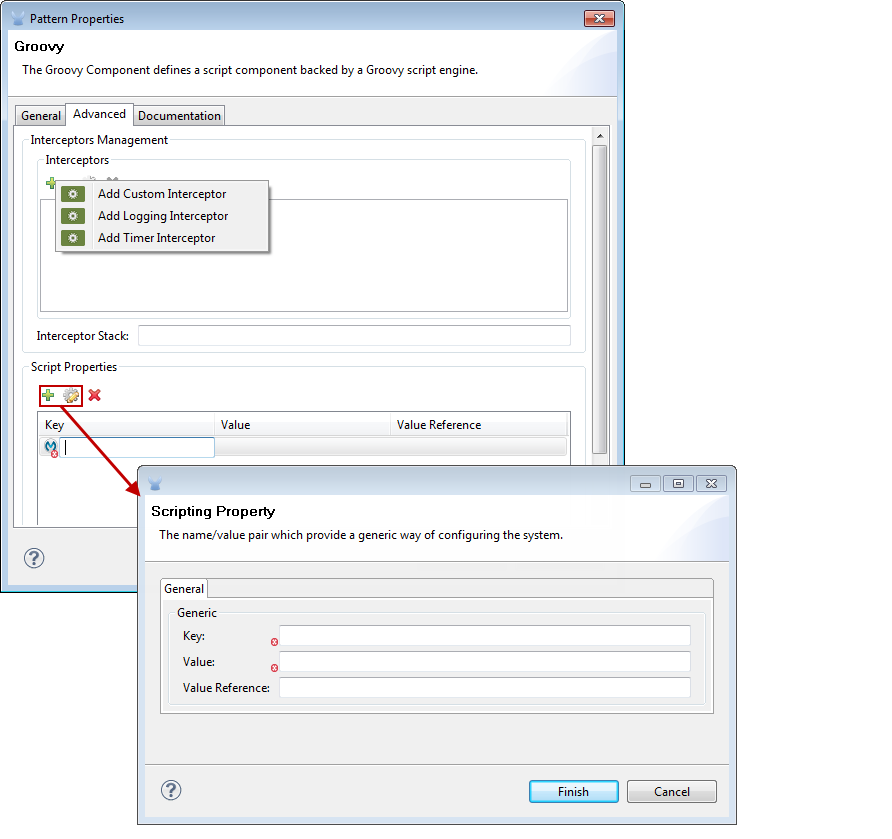 Pattern Properties
Groovy
The Groovy Component defines a script component backed by a Groovy script engine.
General Advanced Documentation
Interceptors Management
Interceptors
Add Custom Interceptor
Add Logging Interceptor
Add Timer Interceptor
Interceptor Stack:
Script Properties
Key Value Value Reference
Scripting Property
The name/value pair which provide a generic way of configuring the system.
General
Generic
Key:
Value:
Value Reference:
Finish Cancel